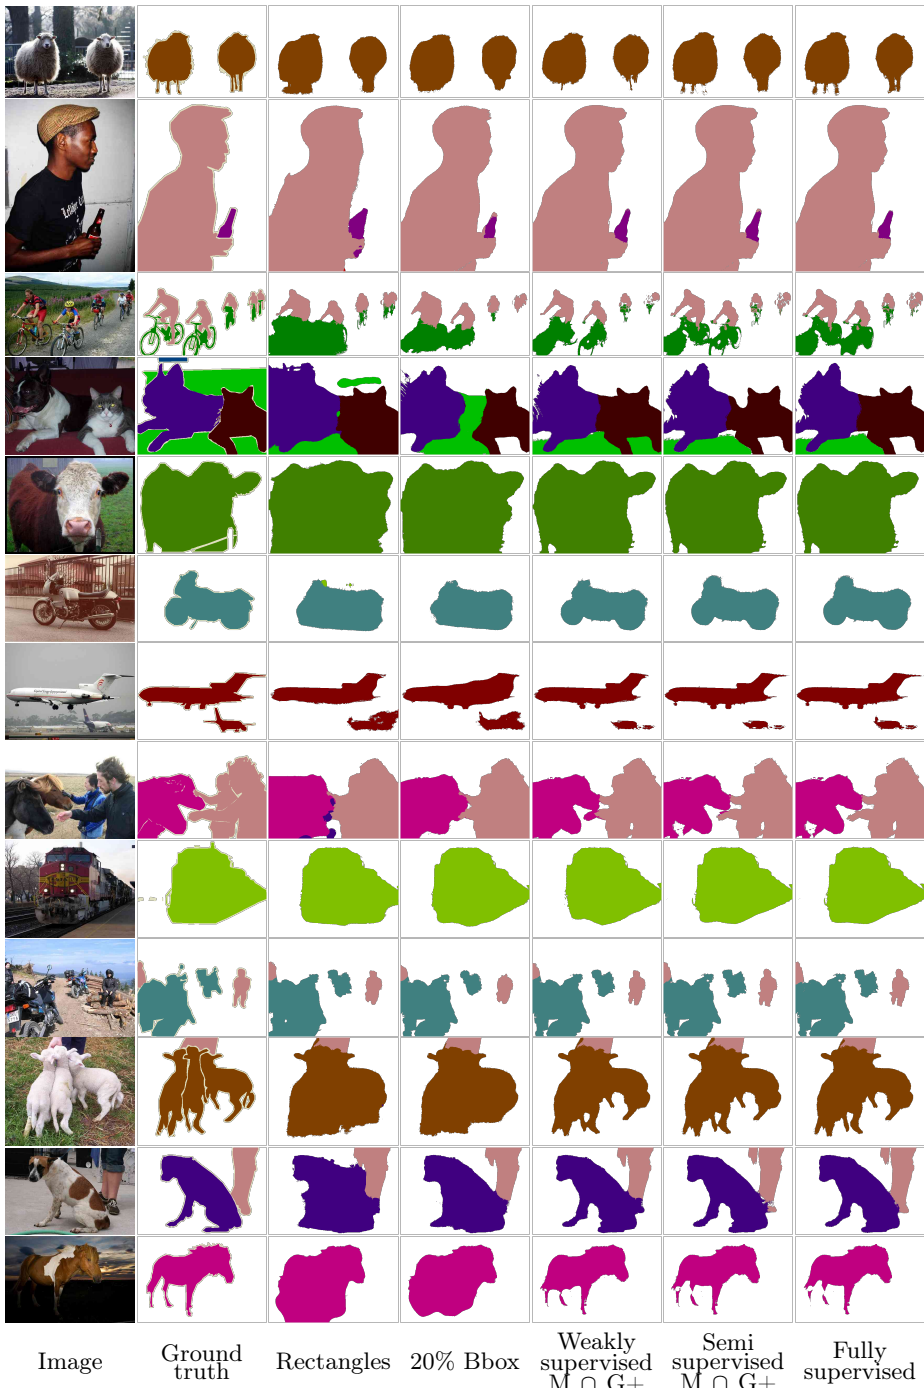 Image
Ground
truth
Rectangles
20% Bbox
Weakly
supervised
M ∩ G+
Semi
supervised
M ∩ G+
Fully
supervised